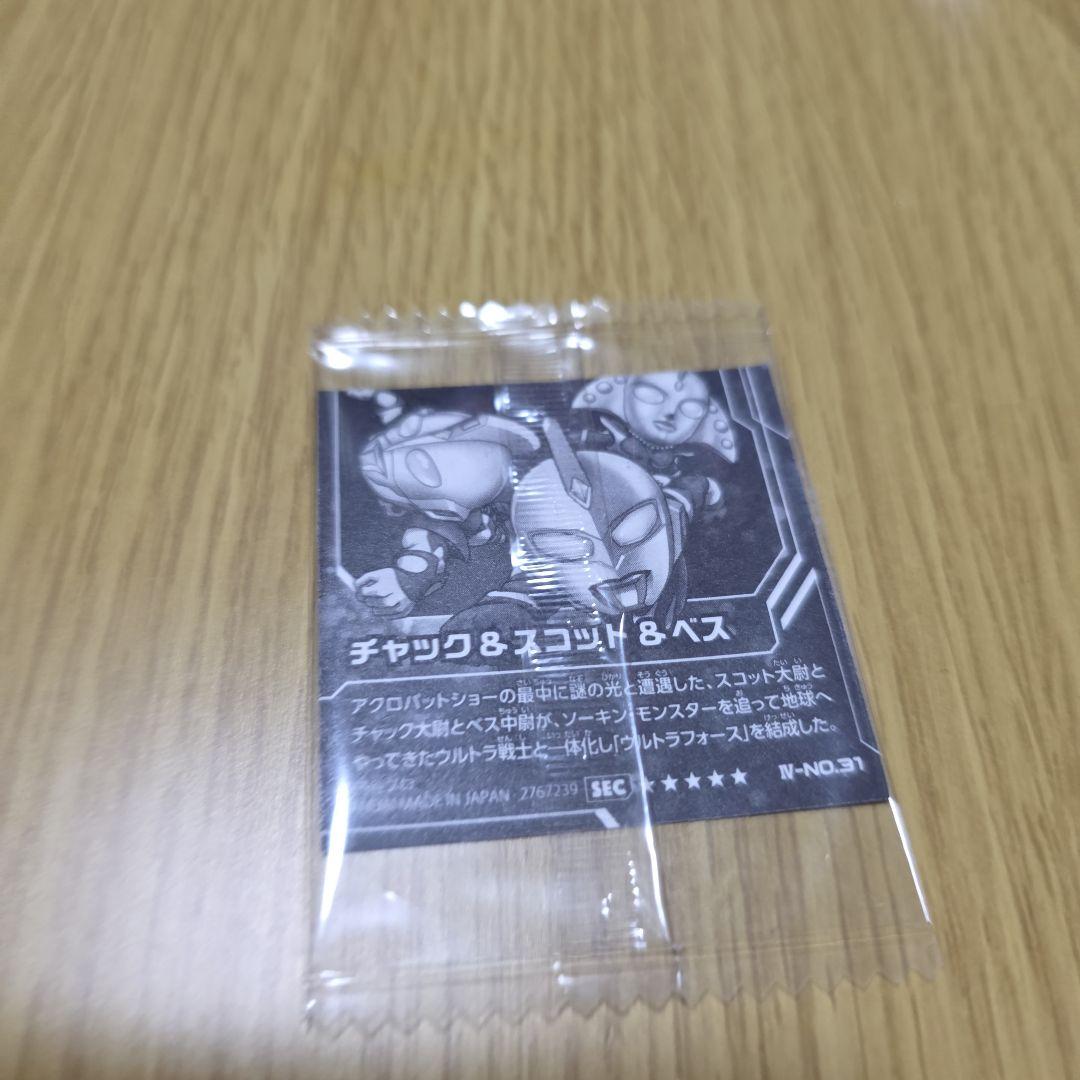 チャック&スコット&ベス
アクロバットショーの最中に謎の光と遭遇した、スコット大尉と
チャック大尉とベス中尉が、ソーキン・モンスターを追って地球へ
やってきたウルトラ戦士と一体化し「ウルトラフォース」を結成した。
MADE IN JAPAN 2767239 SEC ★★★★★ Ⅳ-NO.31